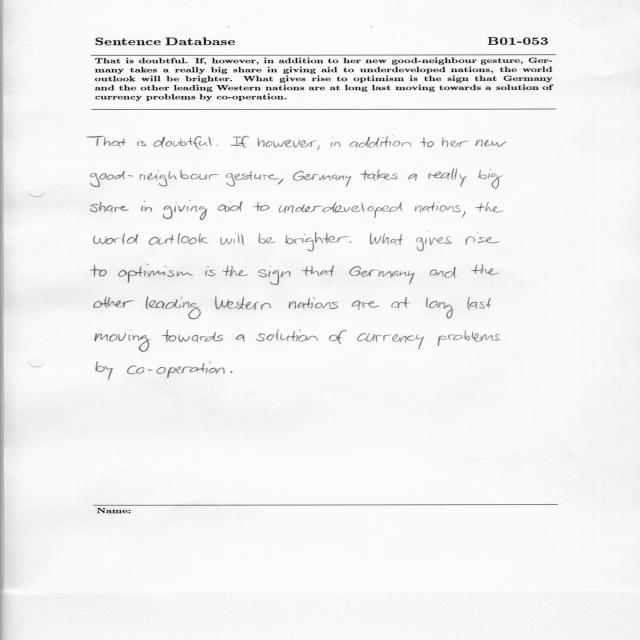 Sentence Database B01-053
That is doubtful. If, however, in addition to her new good-neighbour gesture, Ger-
many takes a really big share in giving aid to underdeveloped nations, the world
outlook will be brighter. What gives rise to optimism is the sign that Germany
and the other leading Western nations are at long last moving towards a solution of
currency problems by co-operation.
That is doubtful. If however, in addition to her new
good-neighbour gesture, Germany takes a really big
share in giving aid to underdeveloped nations, the
world outlook will be brighter. What gives rise
to optimism is the sign that Germany and the
other leading Western nations are at long last
moving towards a solution of currency problems
by co-operation.
Name: